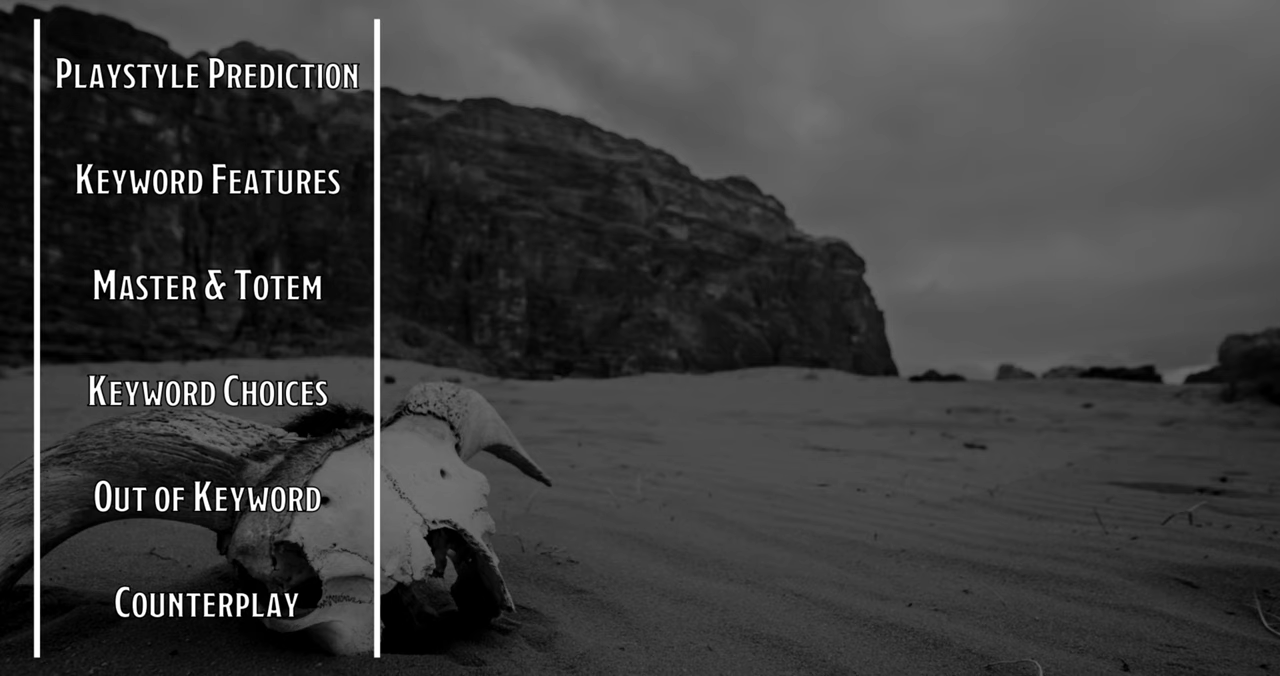 Playstyle Prediction
Keyword Features
Master & Totem
Keyword Choices
Out of Keyword
Counterplay